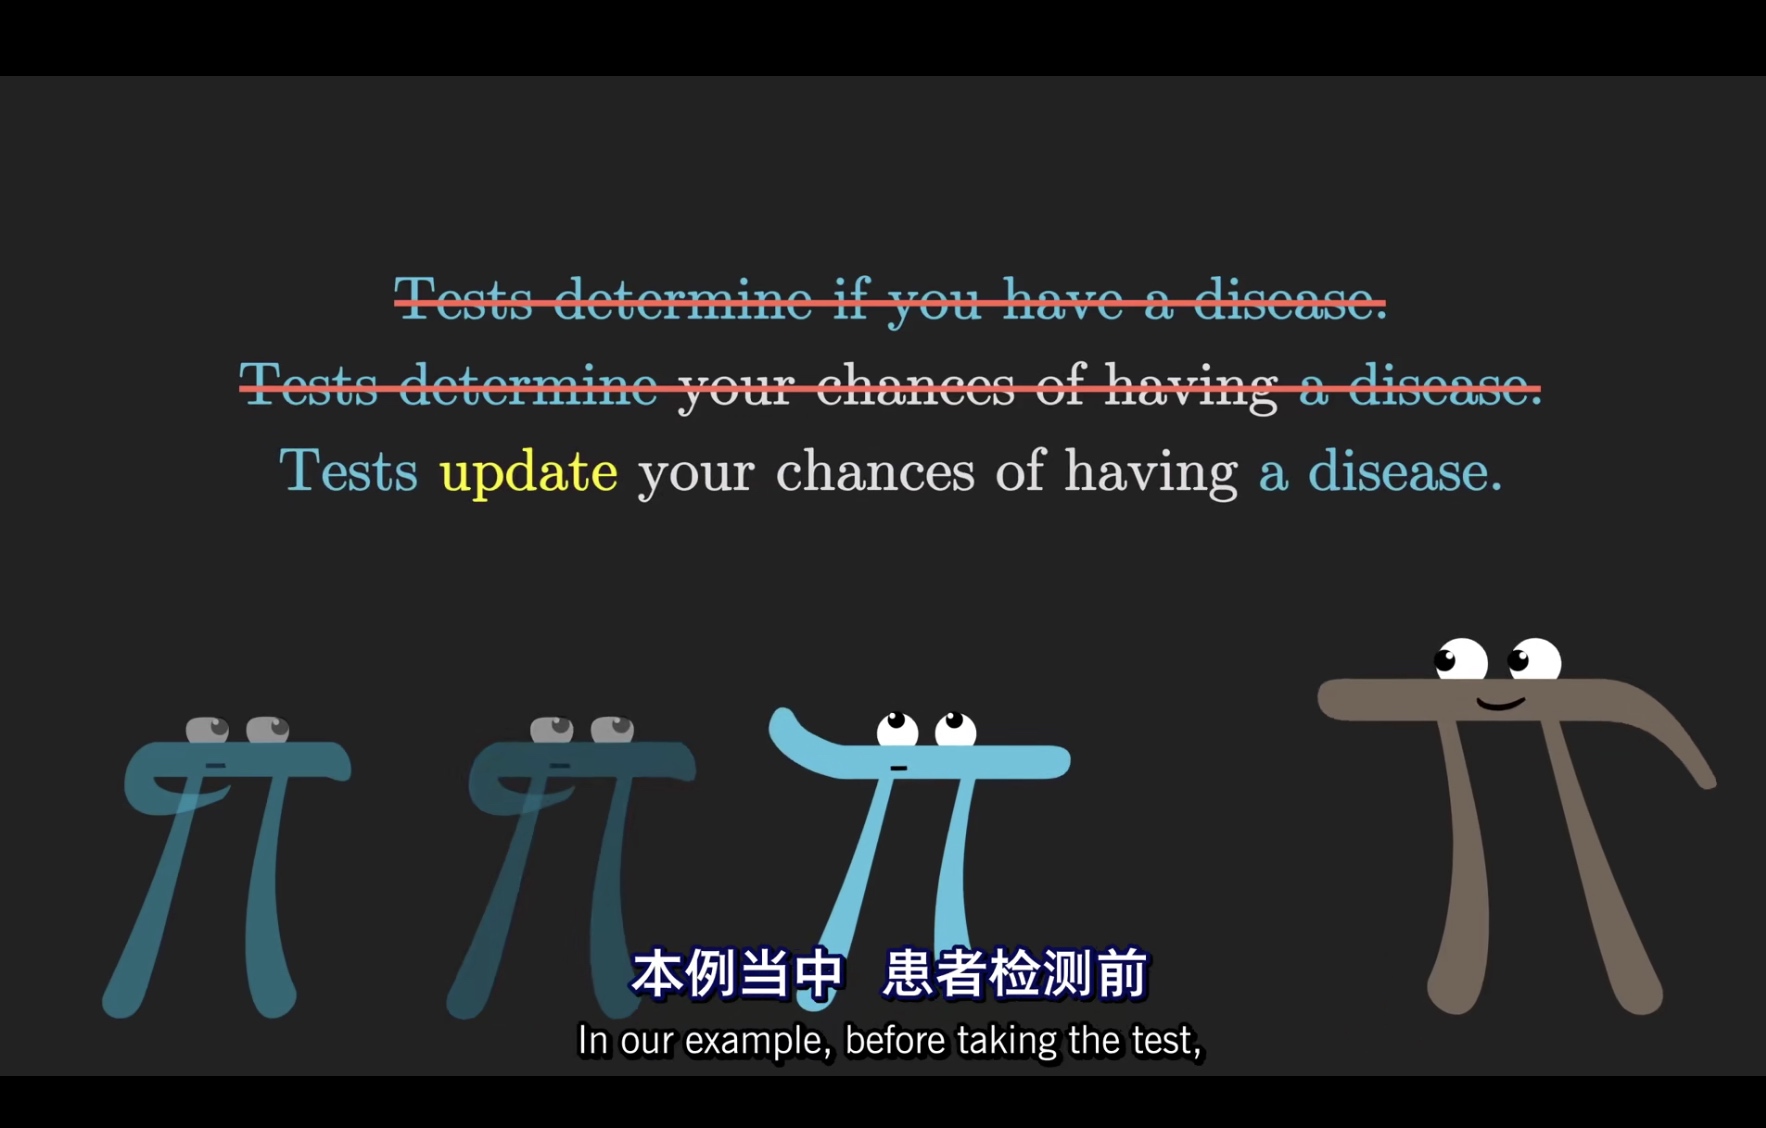 Tests determine if you have a disease.
Tests determine your chances of having a disease.
Tests update your chances of having a disease.
本例当中 患者检测前
In our example, before taking the test,